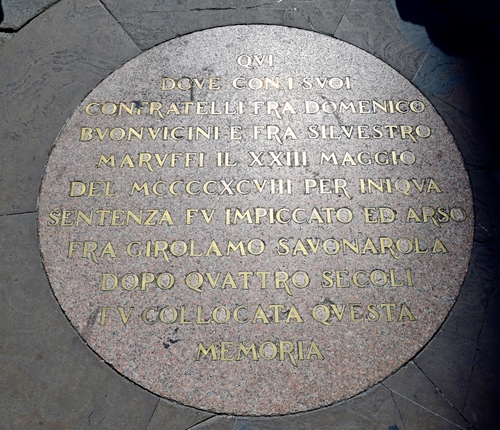 QVI
DOVE CON I SVOI
CONFRATELLI FRA DOMENICO
BVONVICINI E FRA SILVESTRO
MARVFFI IL XXIII MAGGIO
DEL MCCCCXCVIII PER INIQVA
SENTENZA FV IMPICCATO ED ARSO
FRA GIROLAMO SAVONAROLA
DOPO QVATTRO SECOLI
FV COLLOCATA QVESTA
MEMORIA